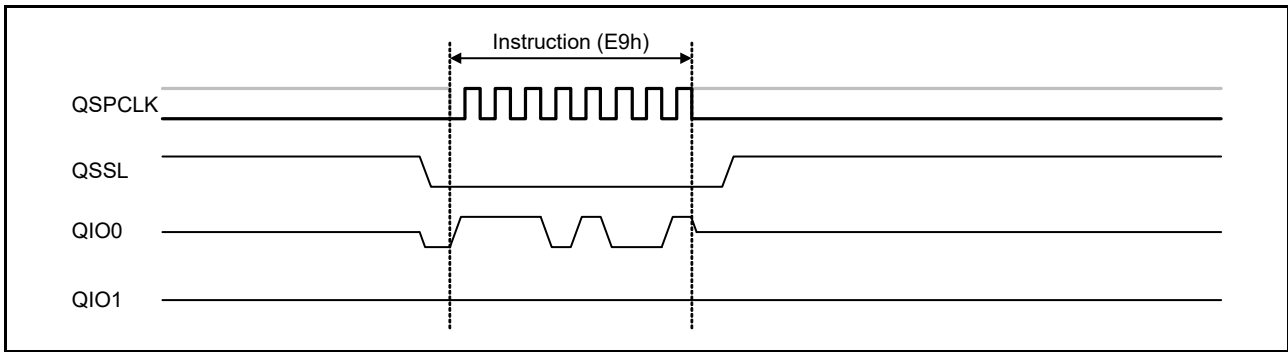 Instruction (E9h)
QSPCLK
QSSL
QIO0
QIO1